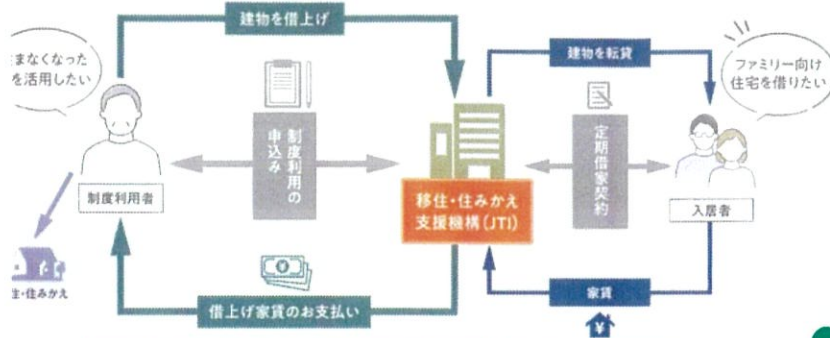 建物を借上げ
まなくなった
を活用したい
制度利用の
申込み
制度利用者
住・住みかえ
借上げ家賃のお支払い
¥
移住・住みかえ
支援機構(JTI)
建物を転貸
定期借家契約
ファミリー向け
住宅を借りたい
入居者
家賃
¥